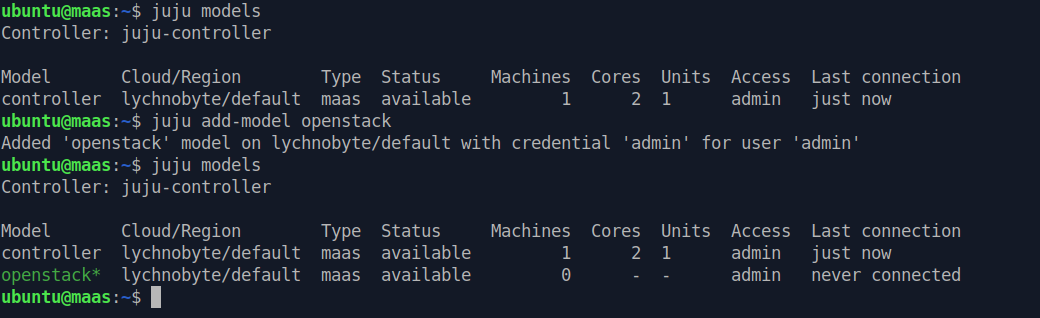 ubuntu@maas:~$ juju models
Controller: juju-controller
Model       Cloud/Region        Type  Status     Machines  Cores  Units  Access  Last connection
controller  lychnobyte/default  maas  available         1      2  1      admin   just now
ubuntu@maas:~$ juju add-model openstack
Added 'openstack' model on lychnobyte/default with credential 'admin' for user 'admin'
ubuntu@maas:~$ juju models
Controller: juju-controller
Model       Cloud/Region        Type  Status     Machines  Cores  Units  Access  Last connection
controller  lychnobyte/default  maas  available         1      2  1      admin   just now
openstack*  lychnobyte/default  maas  available         0      -  -      admin   never connected
ubuntu@maas:~$